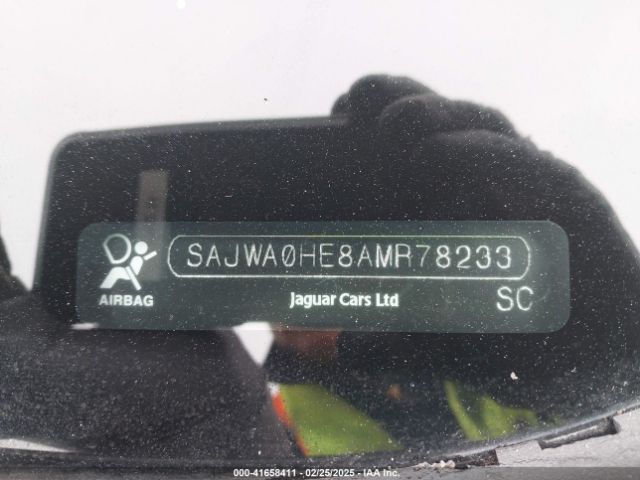 SAJWA0HE8AMR78233
AIRBAG
Jaguar Cars Ltd
SC
000-41658411 - 02/25/2025 - IAA Inc.